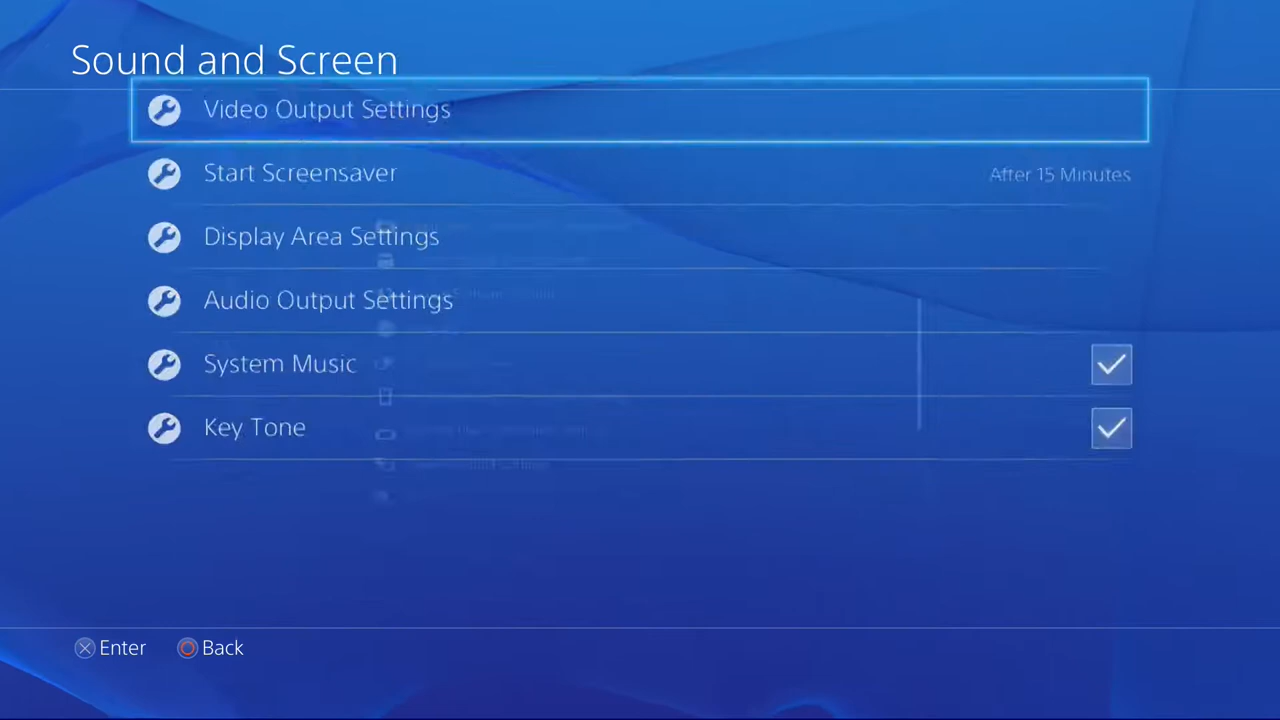 Sound and Screen
Video Output Settings
Start Screensaver After 15 Minutes
Display Area Settings
Audio Output Settings
System Music
Key Tone
Enter Back